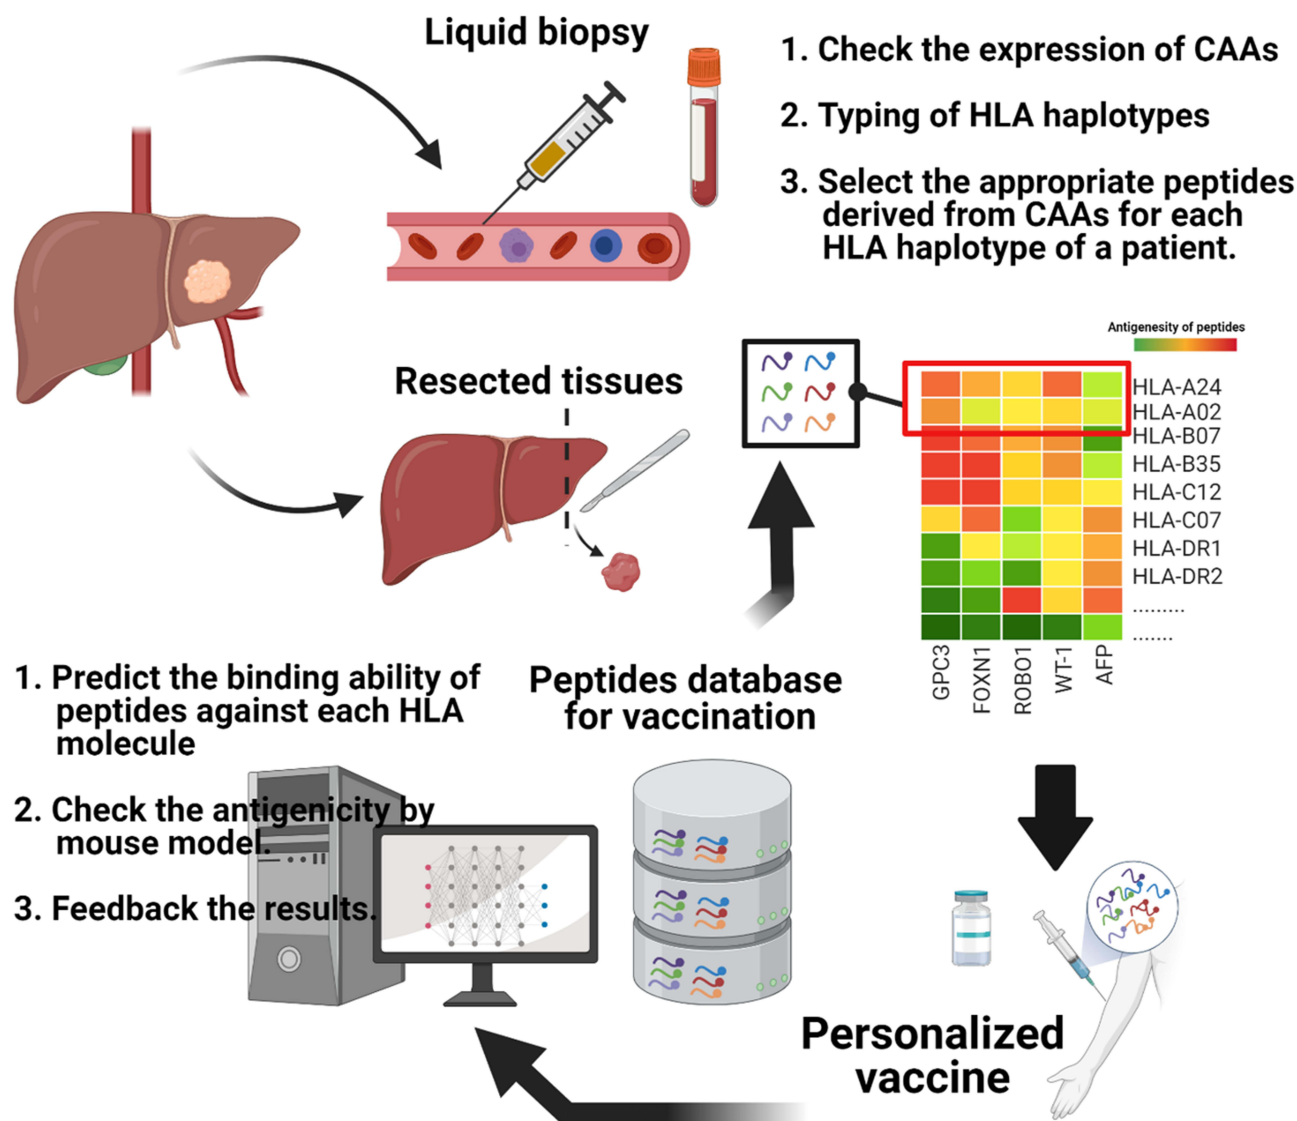 Liquid biopsy
1. Check the expression of CAAs
2. Typing of HLA haplotypes
3. Select the appropriate peptides
derived from CAAs for each
HLA haplotype of a patient.
Resected tissues
Antigenesity of peptides
HLA-A24
HLA-A02
HLA-B07
HLA-B35
HLA-C12
HLA-C07
HLA-DR1
HLA-DR2
.........
.......
GPC3
FOXN1
ROBO1
WT-1
AFP
1. Predict the binding ability of
peptides against each HLA
molecule
2. Check the antigenicity by
mouse model.
3. Feedback the results.
Peptides database
for vaccination
Personalized
vaccine